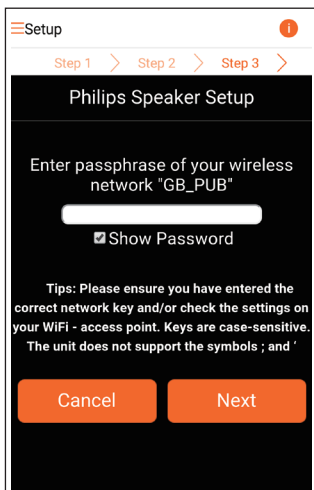 Setup
i
Step 1 Step 2 Step 3
Philips Speaker Setup
Enter passphrase of your wireless
network "GB_PUB"
Show Password
Tips: Please ensure you have entered the
correct network key and/or check the settings on
your WiFi - access point. Keys are case-sensitive.
The unit does not support the symbols ; and '
Cancel Next